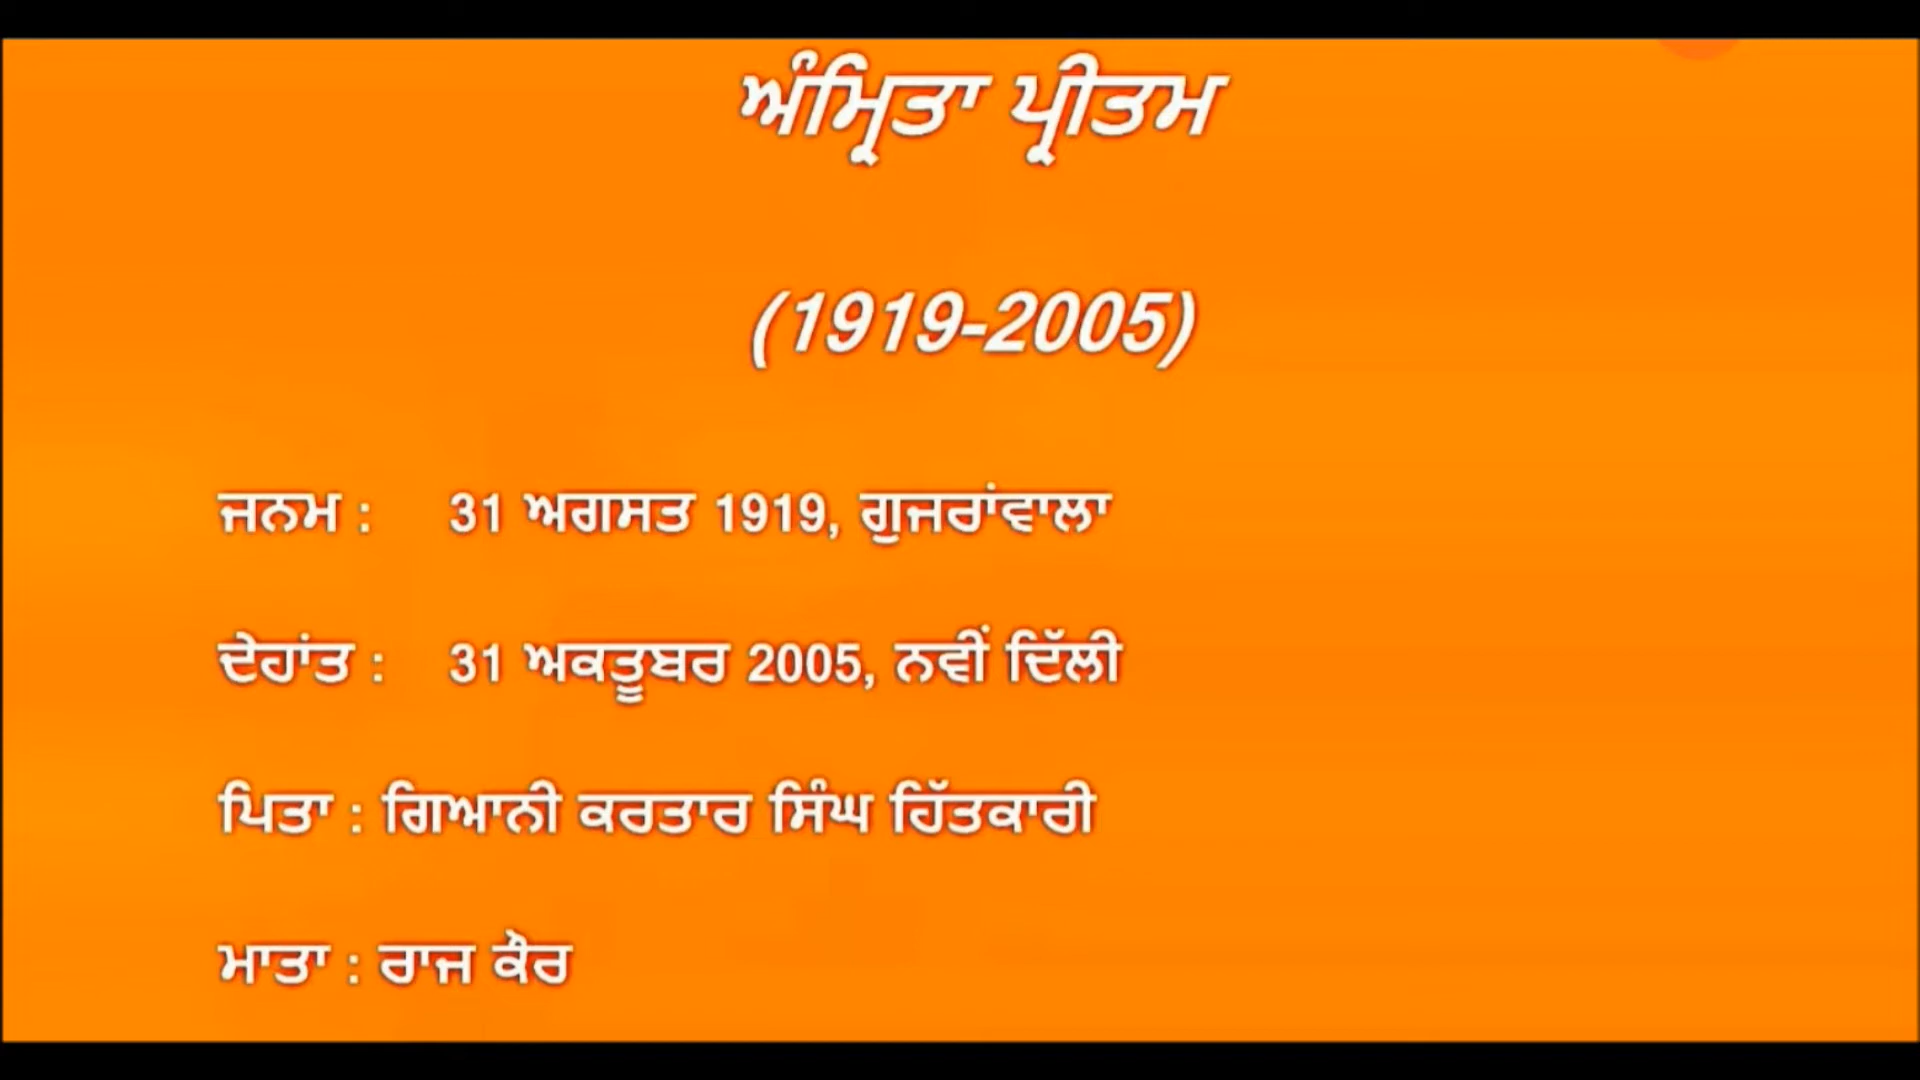 ਅੰਮ੍ਰਿਤਾ ਪ੍ਰੀਤਮ
(1919-2005)
ਜਨਮ : 31 ਅਗਸਤ 1919, ਗੁਜਰਾਂਵਾਲਾ
ਦੇਹਾਂਤ : 31 ਅਕਤੂਬਰ 2005, ਨਵੀਂ ਦਿੱਲੀ
ਪਿਤਾ : ਗਿਆਨੀ ਕਰਤਾਰ ਸਿੰਘ ਹਿੱਤਕਾਰੀ
ਮਾਤਾ : ਰਾਜ ਕੌਰ